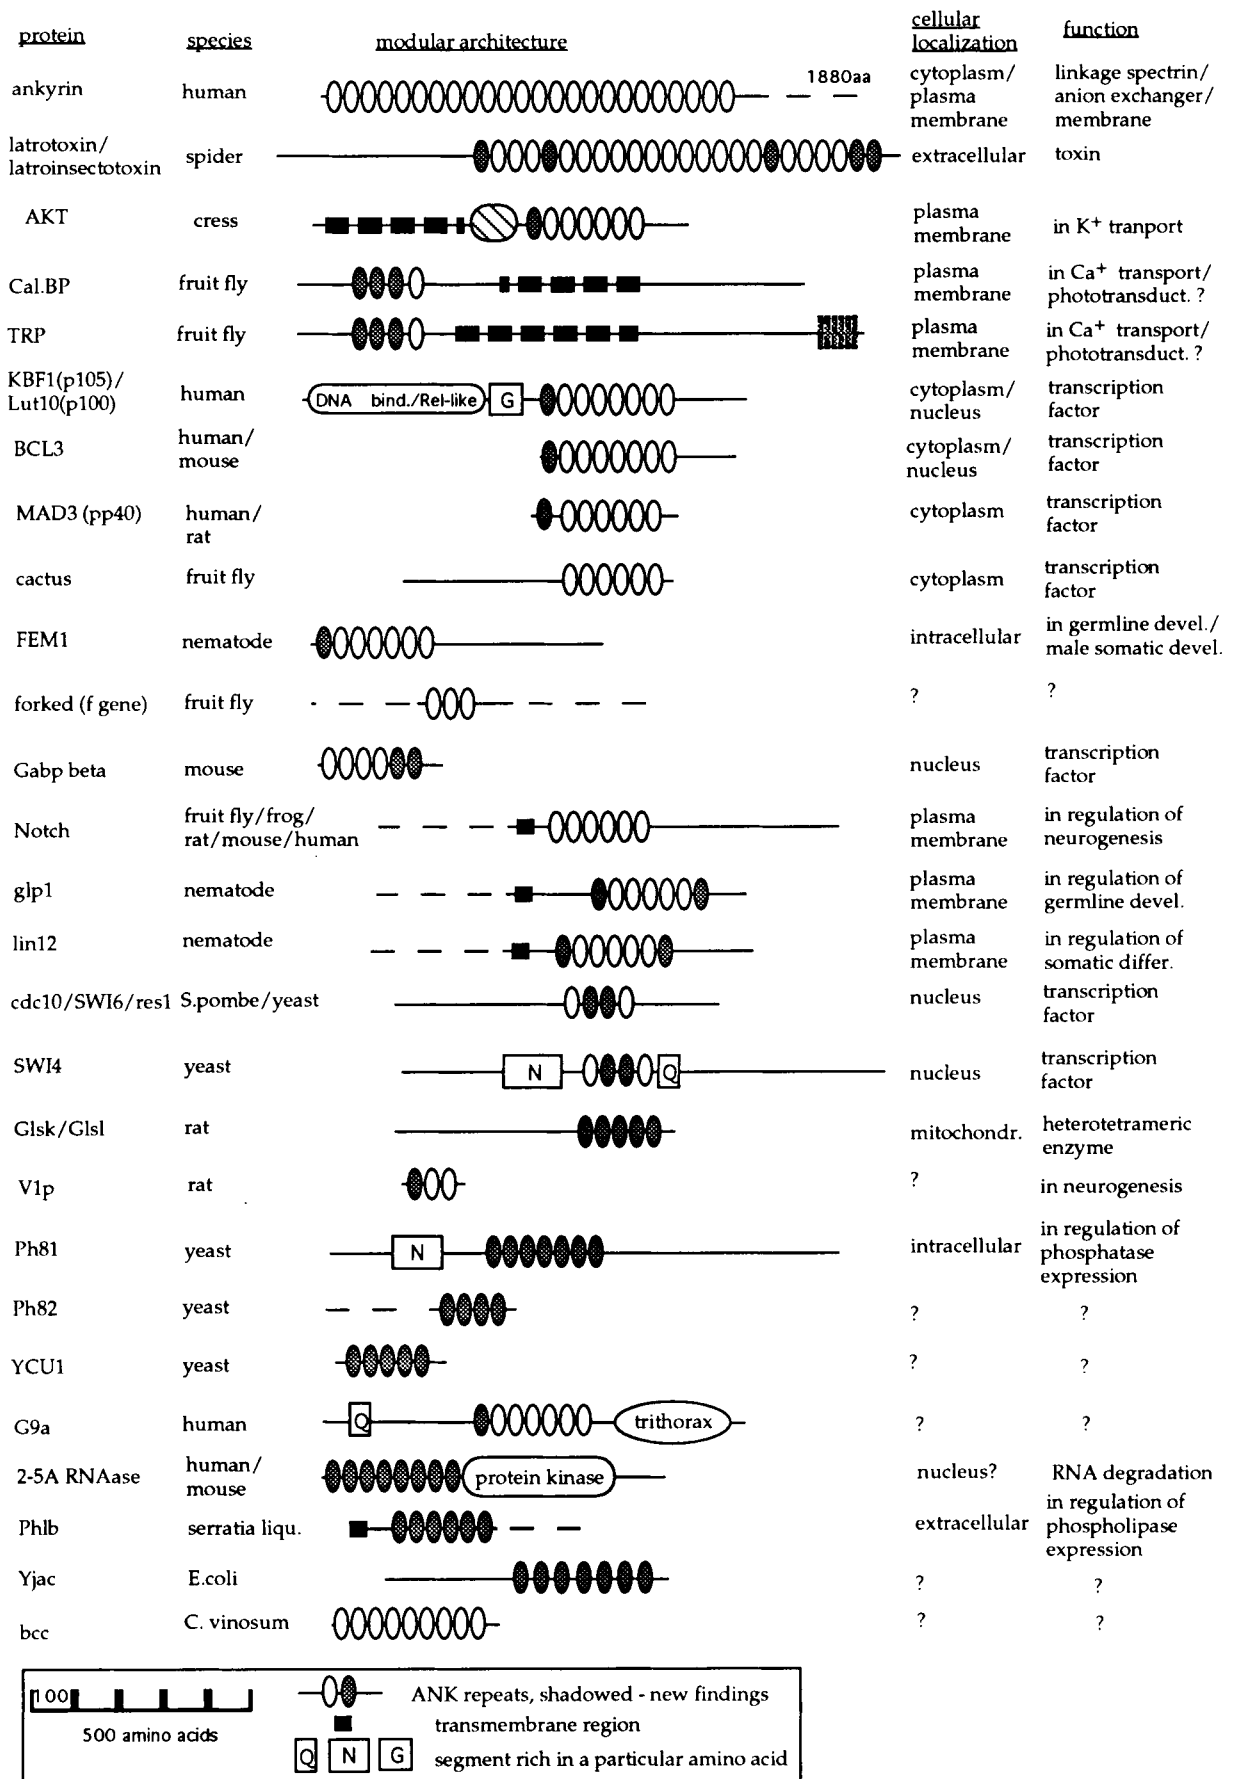 protein species modular architecture cellular localization function
ankyrin human 1880aa cytoplasm/ plasma membrane linkage spectrin/ anion exchanger/ membrane
latrotoxin/ latroinsectotoxin spider extracellular toxin
AKT cress plasma membrane in K+ tranport
Cal.BP fruit fly plasma membrane in Ca+ transport/ phototransduct. ?
TRP fruit fly plasma membrane in Ca+ transport/ phototransduct. ?
KBF1(p105)/ Lut10(p100) human DNA bind./Rel-like G cytoplasm/ nucleus transcription factor
BCL3 human/ mouse cytoplasm/ nucleus transcription factor
MAD3 (pp40) human/ rat cytoplasm transcription factor
cactus fruit fly cytoplasm transcription factor
FEM1 nematode intracellular in germline devel./ male somatic devel.
forked (f gene) fruit fly ? ?
Gabp beta mouse nucleus transcription factor
Notch fruit fly/frog/ rat/mouse/human plasma membrane in regulation of neurogenesis
glp1 nematode plasma membrane in regulation of germline devel.
lin12 nematode plasma membrane in regulation of somatic differ.
cdc10/SWI6/res1 S.pombe/yeast nucleus transcription factor
SWI4 yeast N Q nucleus transcription factor
Glsk/Glsl rat mitochondr. heterotetrameric enzyme
V1p rat ? in neurogenesis
Ph81 yeast N intracellular in regulation of phosphatase expression
Ph82 yeast ? ?
YCU1 yeast ? ?
G9a human Q trithorax ? ?
2-5A RNAase human/ mouse protein kinase nucleus? RNA degradation
Phlb serratia liqu. extracellular in regulation of phospholipase expression
Yjac E.coli ? ?
bcc C. vinosum ? ?
100 ANK repeats, shadowed - new findings
500 amino acids transmembrane region
Q N G segment rich in a particular amino acid